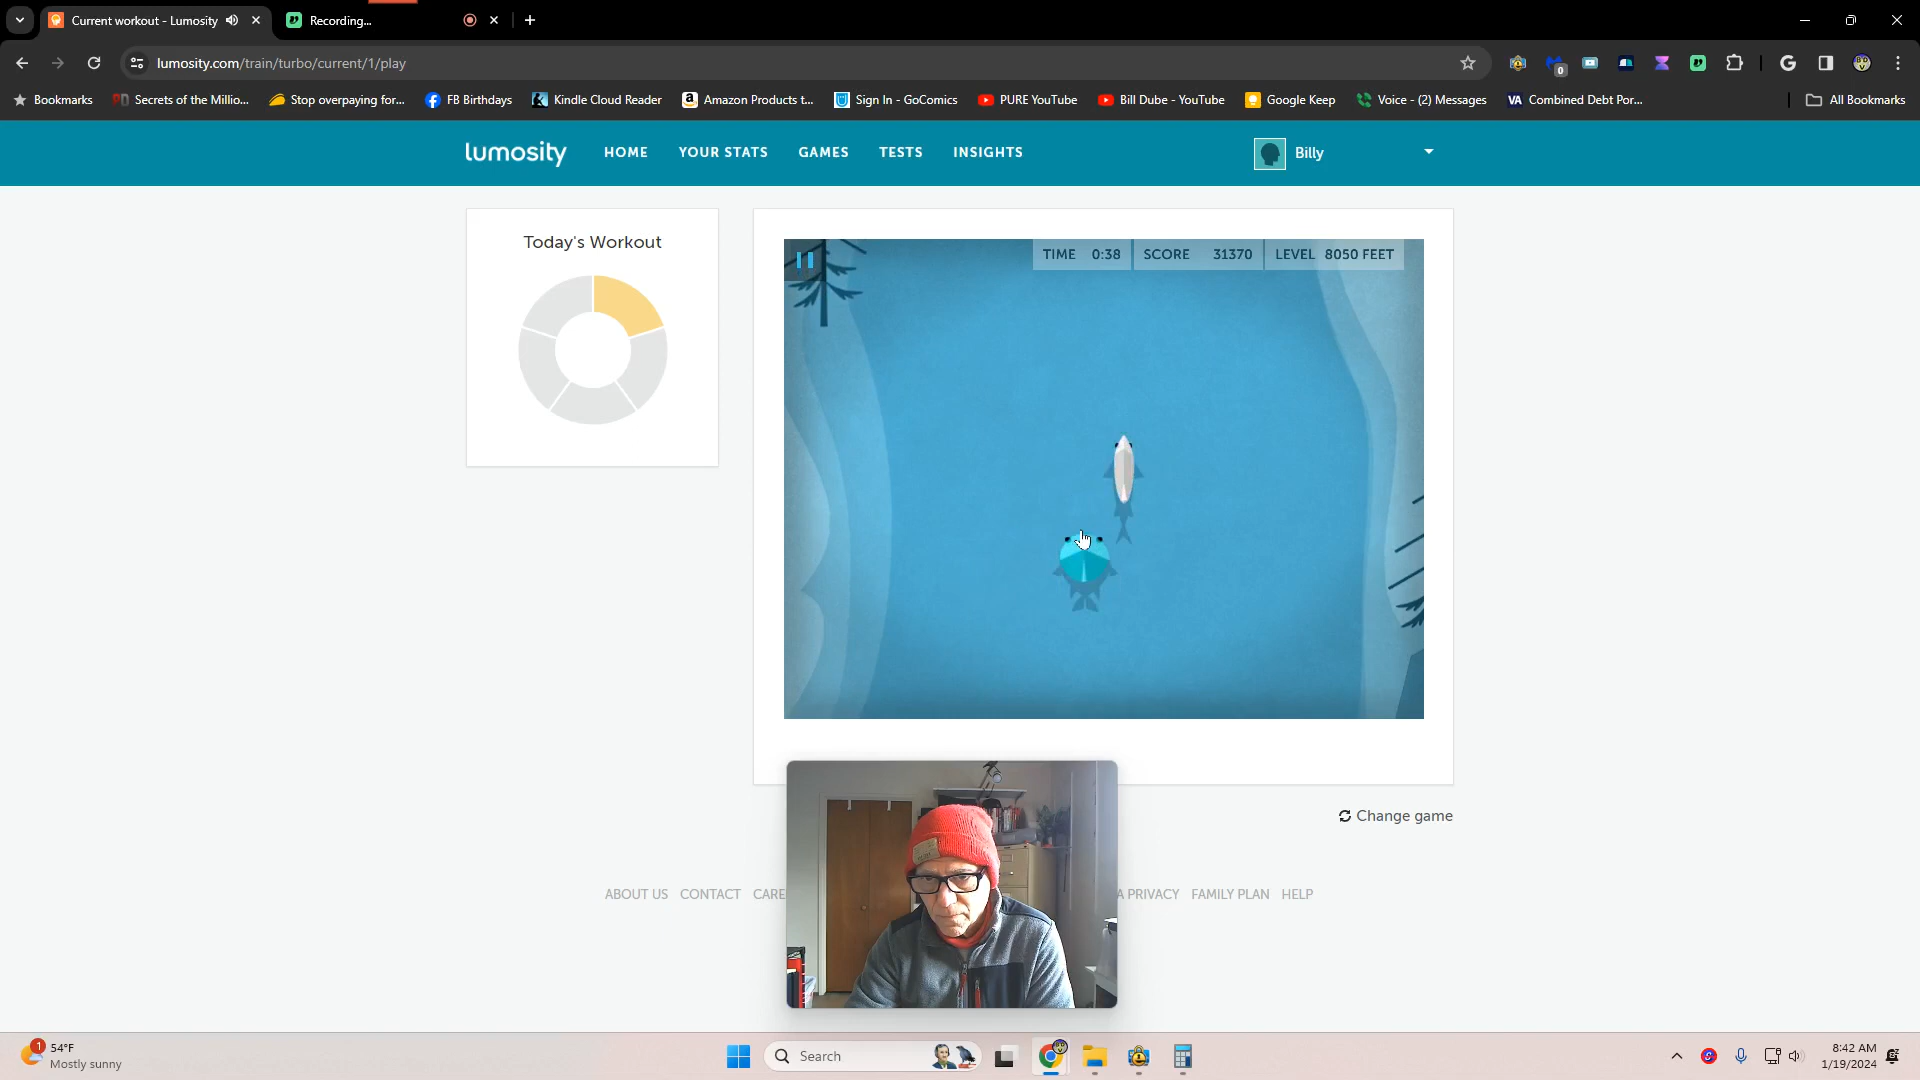 Current workout - Lumosity
Recording...
lumosity.com/train/turbo/current/1/play
0
Bookmarks
Secrets of the Millio...
Stop overpaying for...
FB Birthdays
Kindle Cloud Reader
Amazon Products t...
Sign In - GoComics
PURE YouTube
Bill Dube - YouTube
Google Keep
Voice - (2) Messages
VA Combined Debt Por...
All Bookmarks
lumosity
HOME
YOUR STATS
GAMES
TESTS
INSIGHTS
Billy
Today's Workout
TIME 0:38
SCORE 31370
LEVEL 8050 FEET
Change game
ABOUT US
CONTACT
CARE
A PRIVACY
FAMILY PLAN
HELP
1
54°F
Mostly sunny
Search
8:42 AM
1/19/2024